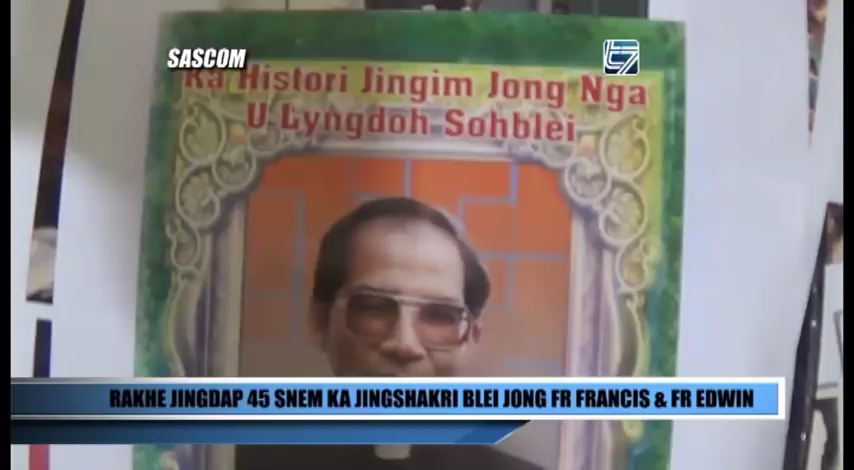 SASCOM
Ka Histori Jingim Jong Nga
U Lyngdoh Sohblei
RAKHE JINGDAP 45 SNEM KA JINGSHAKRI BLEI JONG FR FRANCIS & FR EDWIN